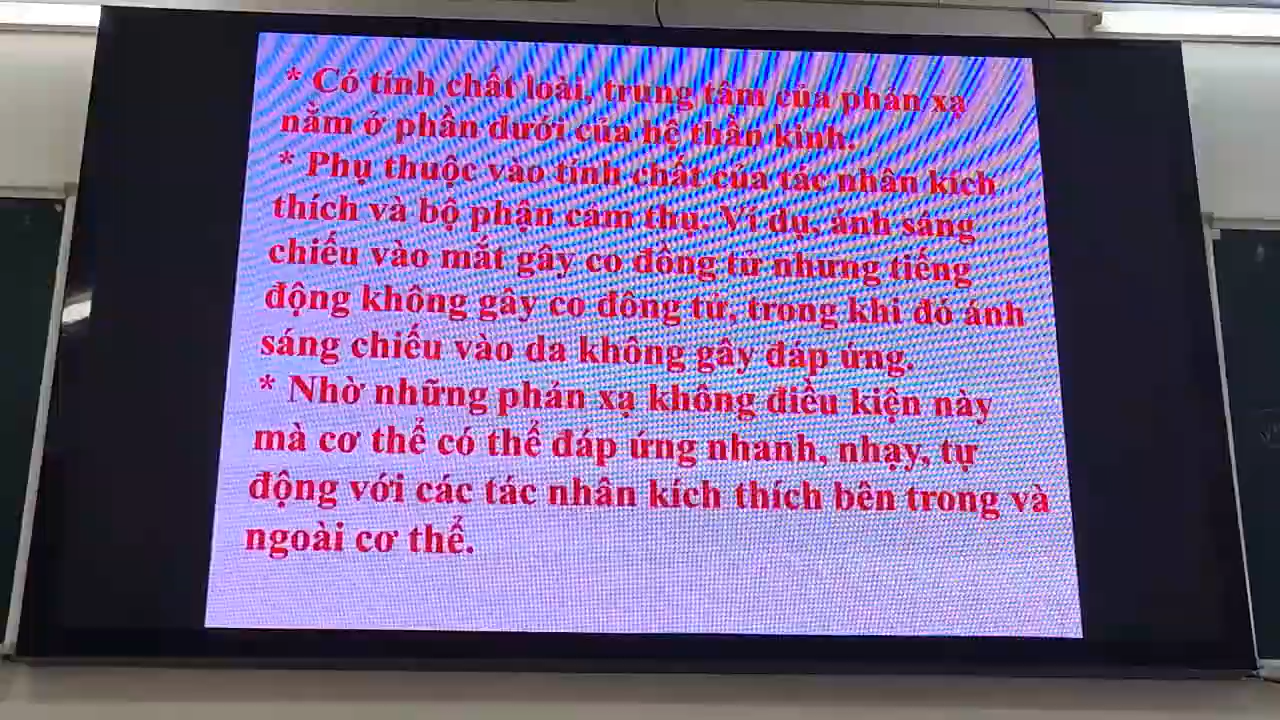 * Có tính chất loài, trung tâm của phản xạ
nằm ở phần dưới của hệ thần kinh.
* Phụ thuộc vào tính chất của tác nhân kích
thích và bộ phận cảm thụ. Ví dụ, ánh sáng
chiếu vào mắt gây co đồng tử nhưng tiếng
động không gây co đồng tử, trong khi đó ánh
sáng chiếu vào da không gây đáp ứng.
* Nhờ những phản xạ không điều kiện này
mà cơ thể có thể đáp ứng nhanh, nhạy, tự
động với các tác nhân kích thích bên trong và
ngoài cơ thể.